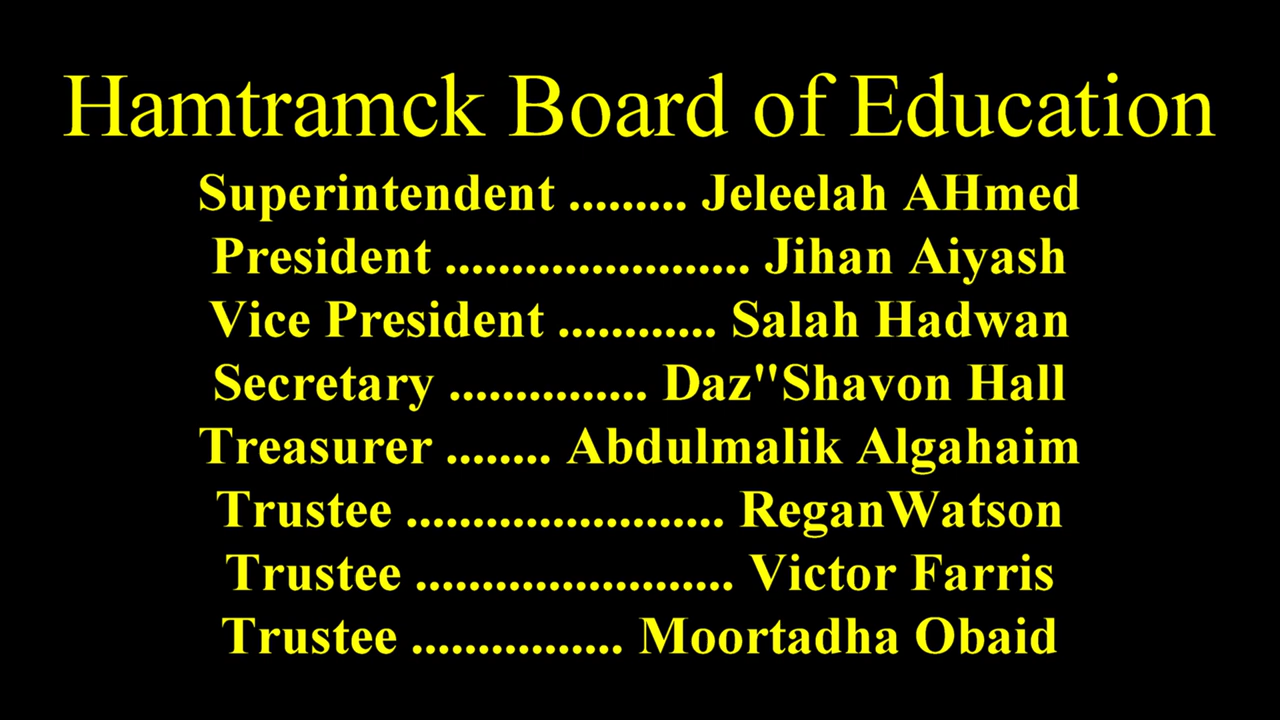 Hamtramck Board of Education
Superintendent ......... Jeleelah AHmed
President ....................... Jihan Aiyash
Vice President ............ Salah Hadwan
Secretary ............... Daz"Shavon Hall
Treasurer ........ Abdulmalik Algahaim
Trustee ........................ ReganWatson
Trustee ........................ Victor Farris
Trustee ................ Moortadha Obaid